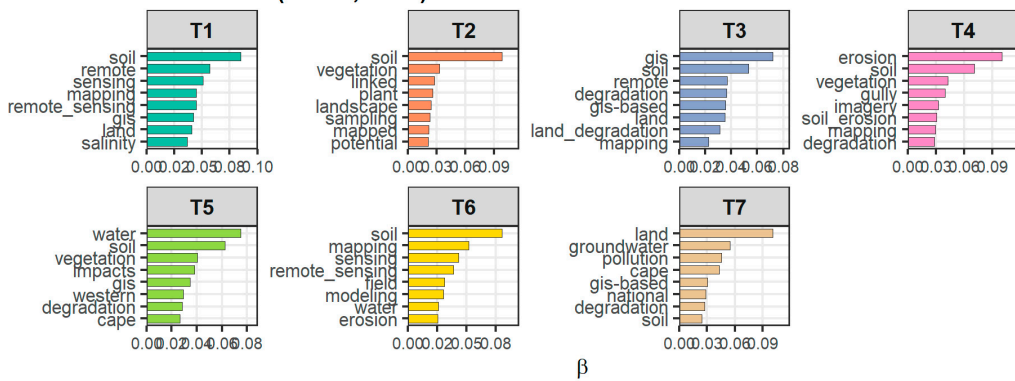 T1
soil
remote
sensing
mapping
remote_sensing
gis
land
salinity
0.00 0.02 0.05 0.08 0.10
T2
soil
vegetation
linked
plant
landscape
sampling
mapped
potential
0.00 0.03 0.06 0.09
T3
gis
soil
remote
degradation
gis-based
land
land_degradation
mapping
0.00 0.02 0.04 0.06 0.08
T4
erosion
soil
vegetation
gully
imagery
soil_erosion
mapping
degradation
0.00 0.03 0.06 0.09
T5
water
soil
vegetation
impacts
gis
western
degradation
cape
0.00 0.02 0.04 0.06 0.08
T6
soil
mapping
sensing
remote_sensing
field
modeling
water
erosion
0.00 0.02 0.05 0.08
T7
land
groundwater
pollution
cape
gis-based
national
degradation
soil
0.00 0.03 0.06 0.09
β